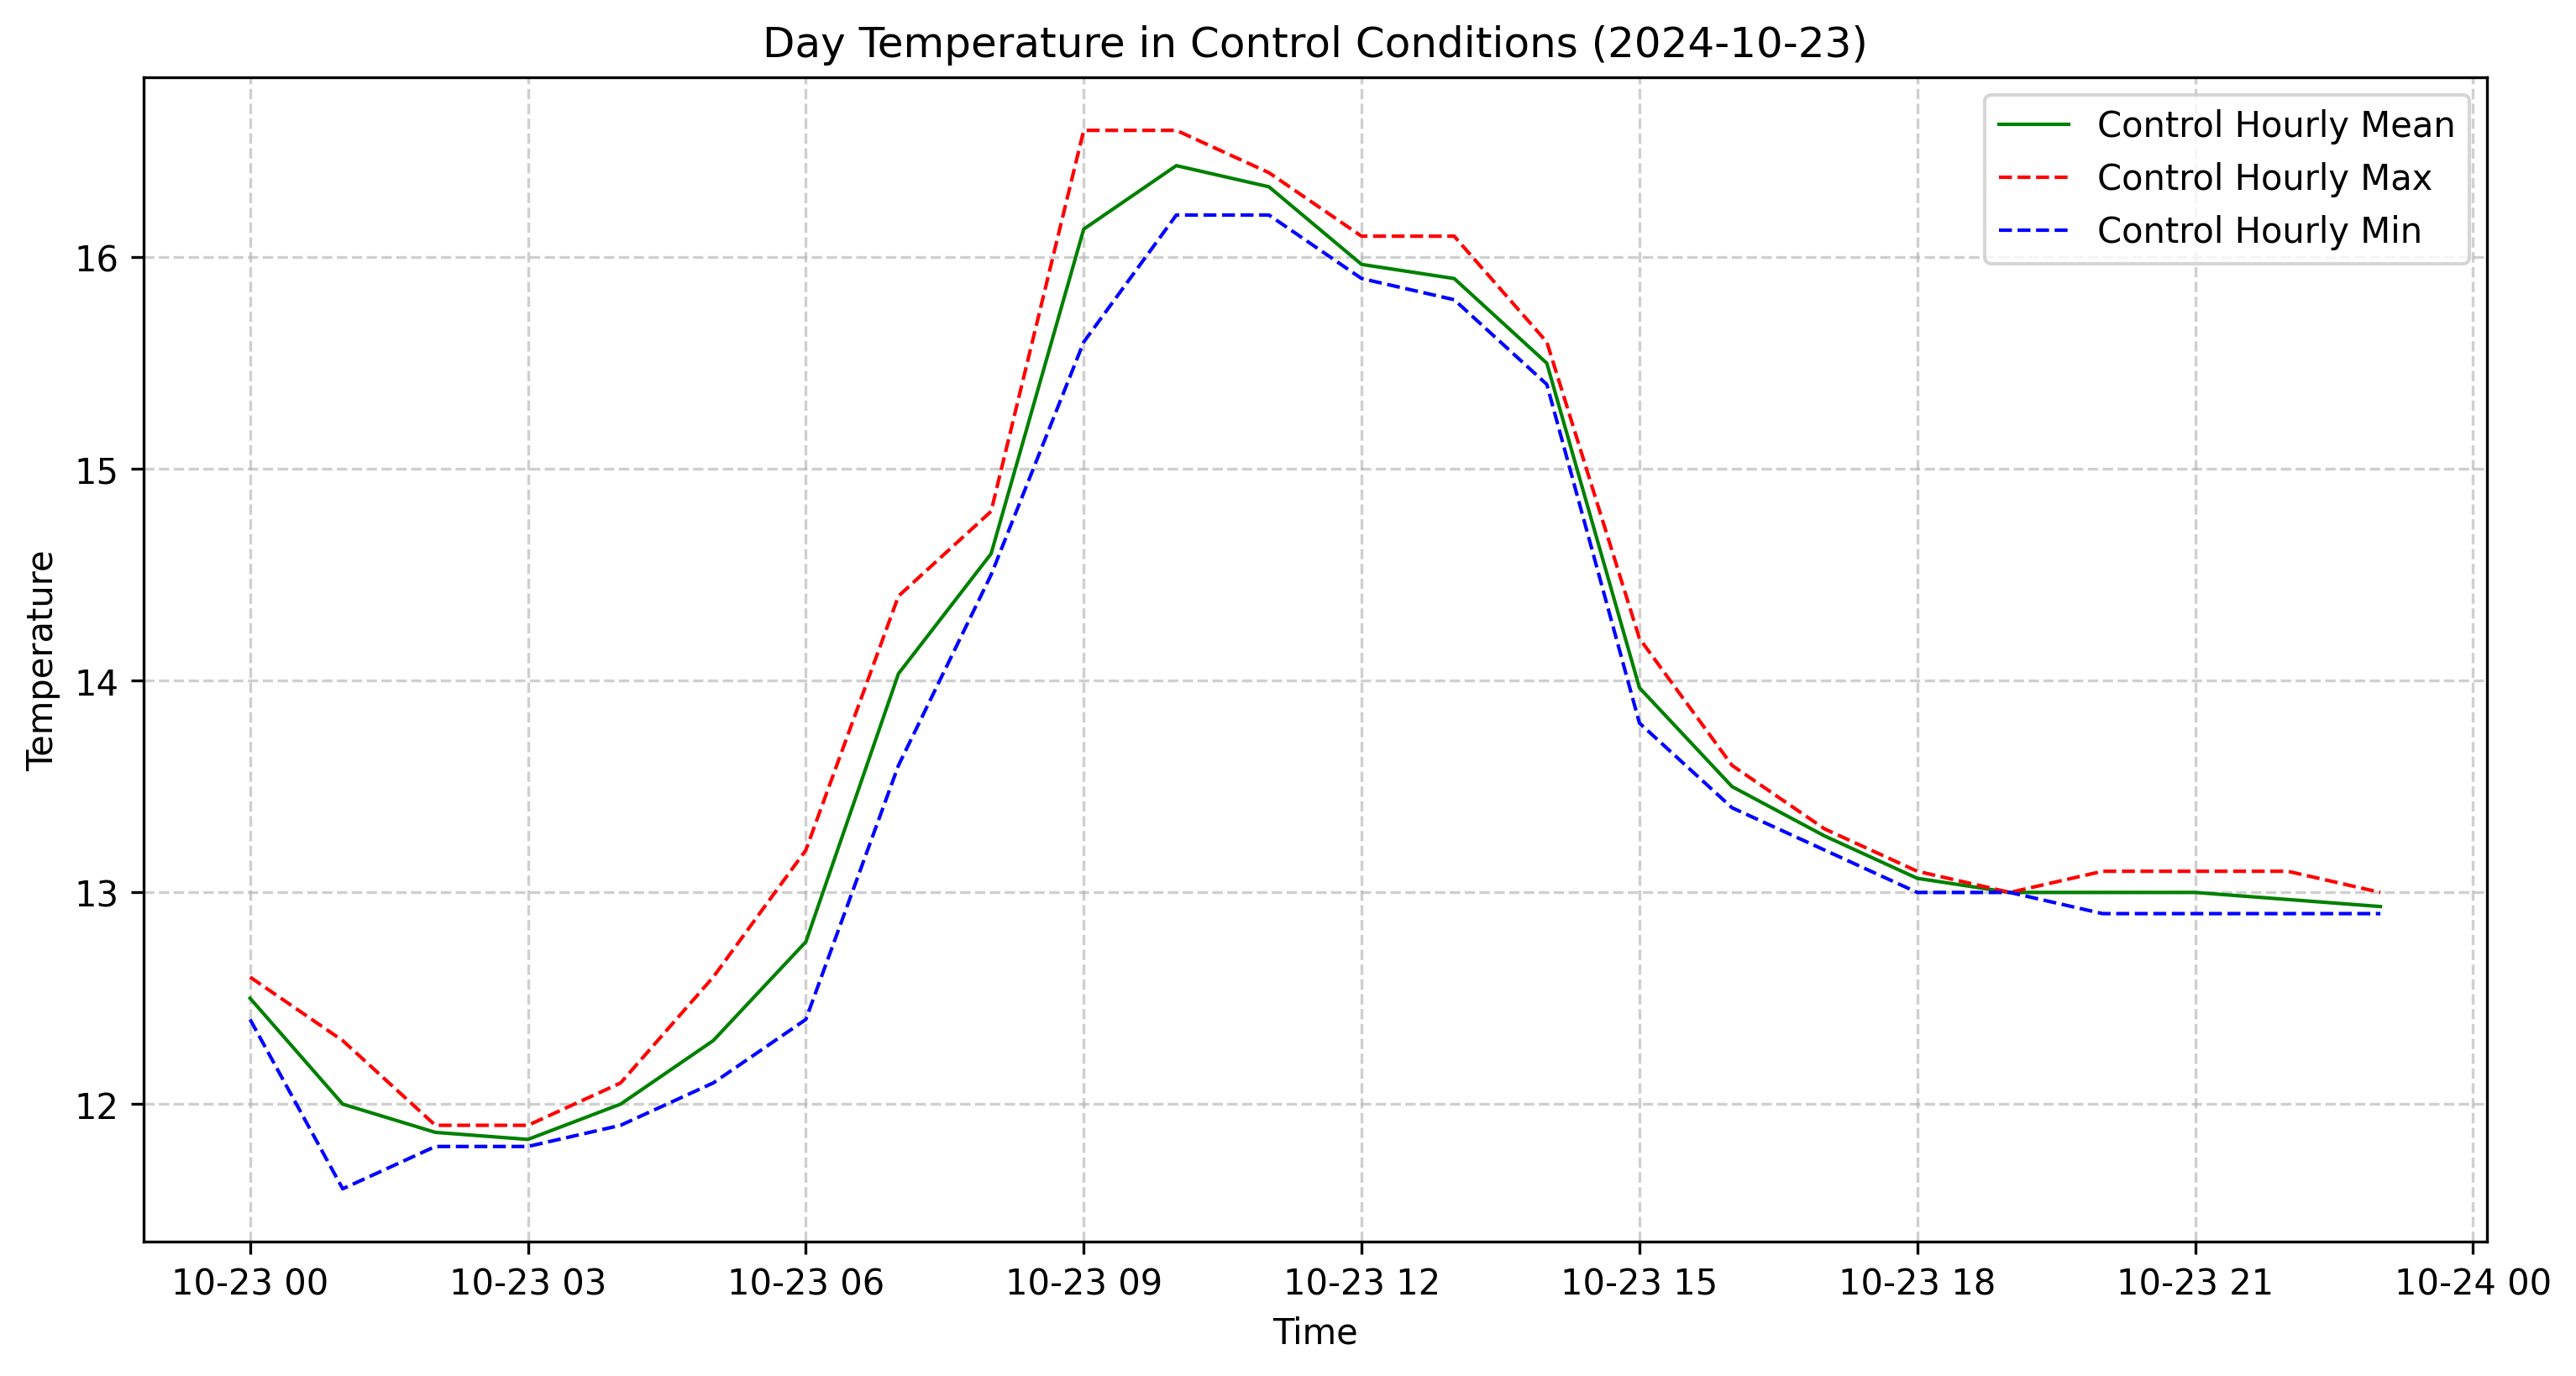 Day Temperature in Control Conditions (2024-10-23)
Control Hourly Mean
Control Hourly Max
Control Hourly Min
16
15
14
13
12
Temperature
10-23 00 10-23 03 10-23 06 10-23 09 10-23 12 10-23 15 10-23 18 10-23 21 10-24 00
Time